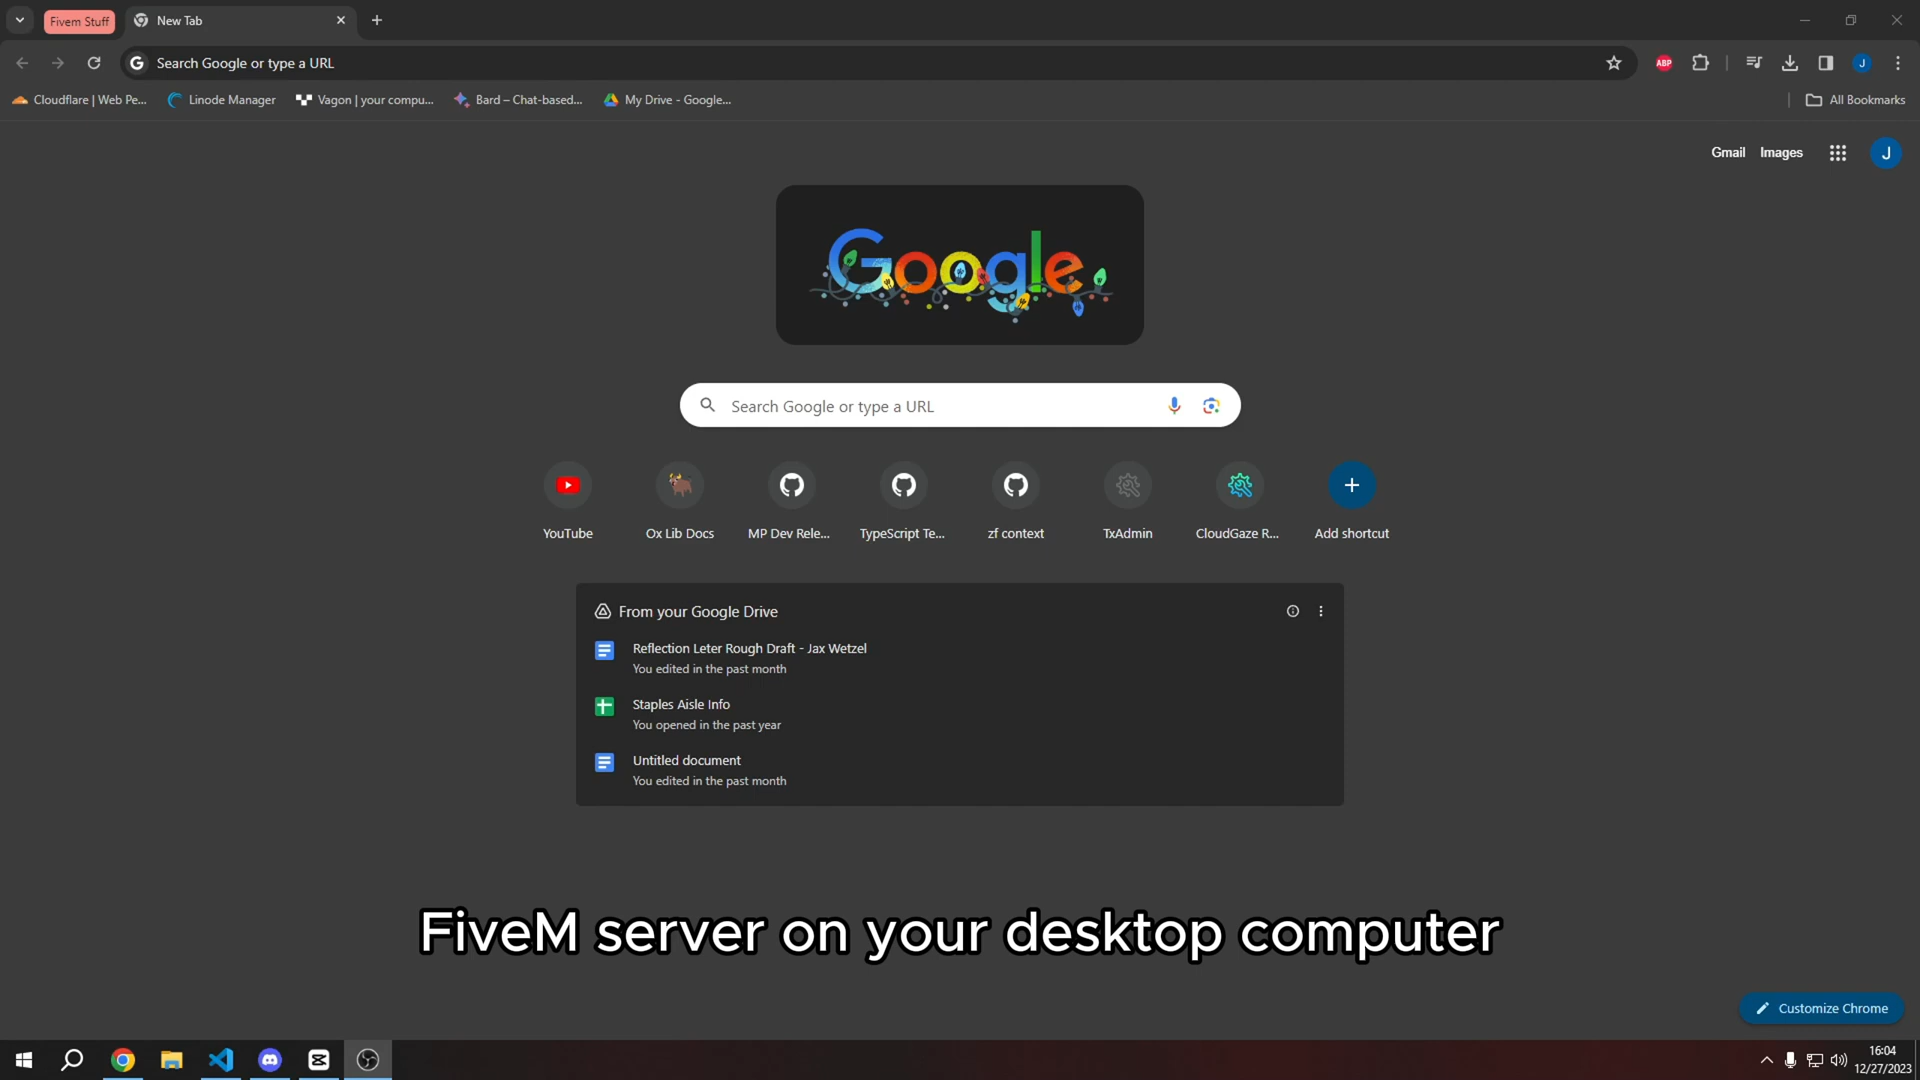 Fivem Stuff
New Tab
Search Google or type a URL
ABP
J
Cloudflare | Web Pe...
Linode Manager
Vagon | your compu...
Bard – Chat-based...
My Drive - Google...
All Bookmarks
Gmail
Images
J
Google
Search Google or type a URL
YouTube
Ox Lib Docs
MP Dev Rele...
TypeScript Te...
zf context
TxAdmin
CloudGaze R...
Add shortcut
From your Google Drive
Reflection Leter Rough Draft - Jax Wetzel
You edited in the past month
Staples Aisle Info
You opened in the past year
Untitled document
You edited in the past month
FiveM server on your desktop computer
Customize Chrome
16:04
12/27/2023